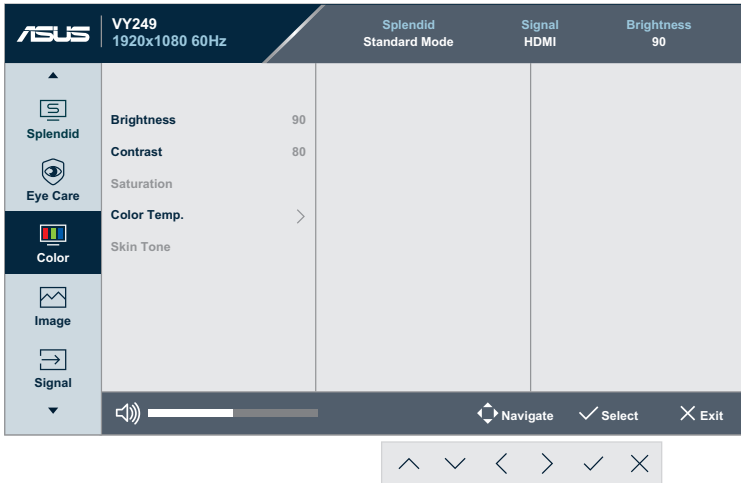 ASUS
VY249
1920x1080 60Hz
Splendid
Standard Mode
Signal
HDMI
Brightness
90
Splendid
Eye Care
Color
Image
Signal
Brightness 90
Contrast 80
Saturation
Color Temp.
Skin Tone
Navigate
Select
Exit